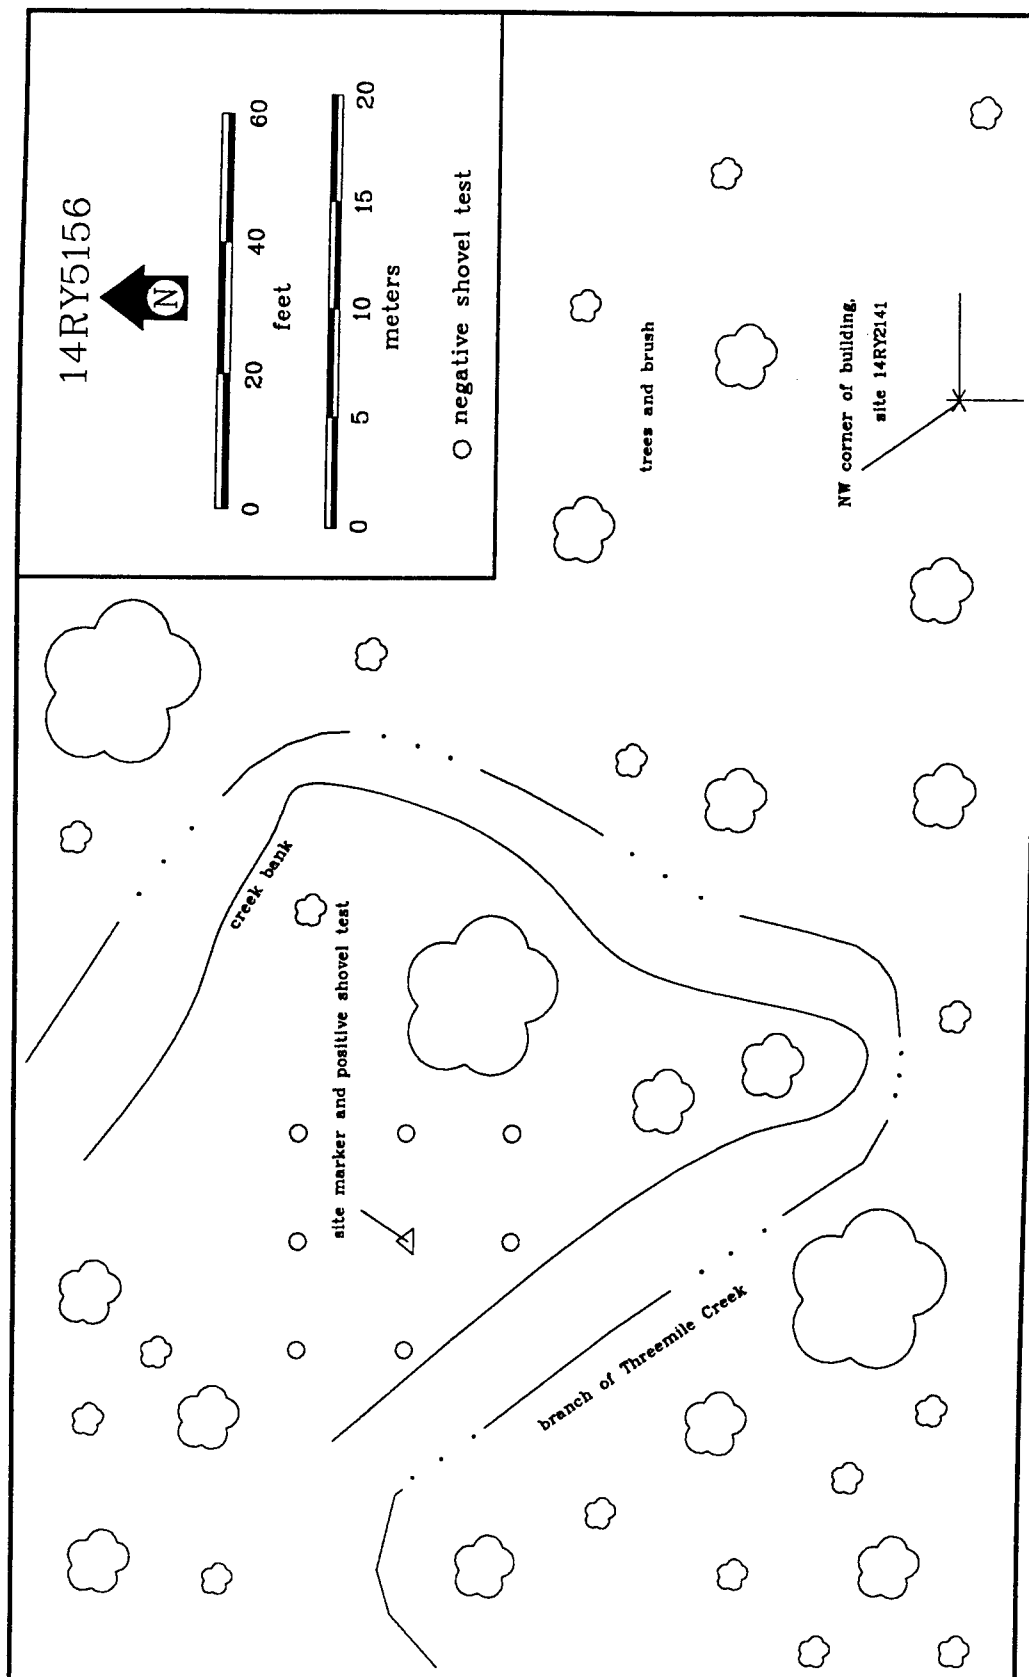 14RY5156
N
0 20 40 60
feet
0 5 10 15 20
meters
negative shovel test
trees and brush
NW corner of building,
site 14RY2141
creek bank
site marker and positive shovel test
branch of Threemile Creek